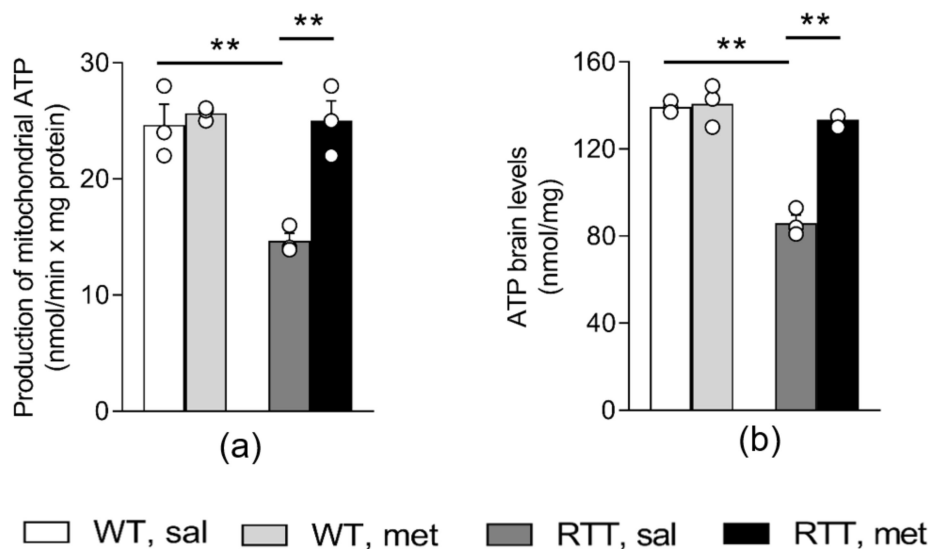 **
**
30
20
10
0
Production of mitochondrial ATP
(nmol/min x mg protein)
(a)
**
**
160
120
80
40
0
ATP brain levels
(nmol/mg)
(b)
WT, sal
WT, met
RTT, sal
RTT, met